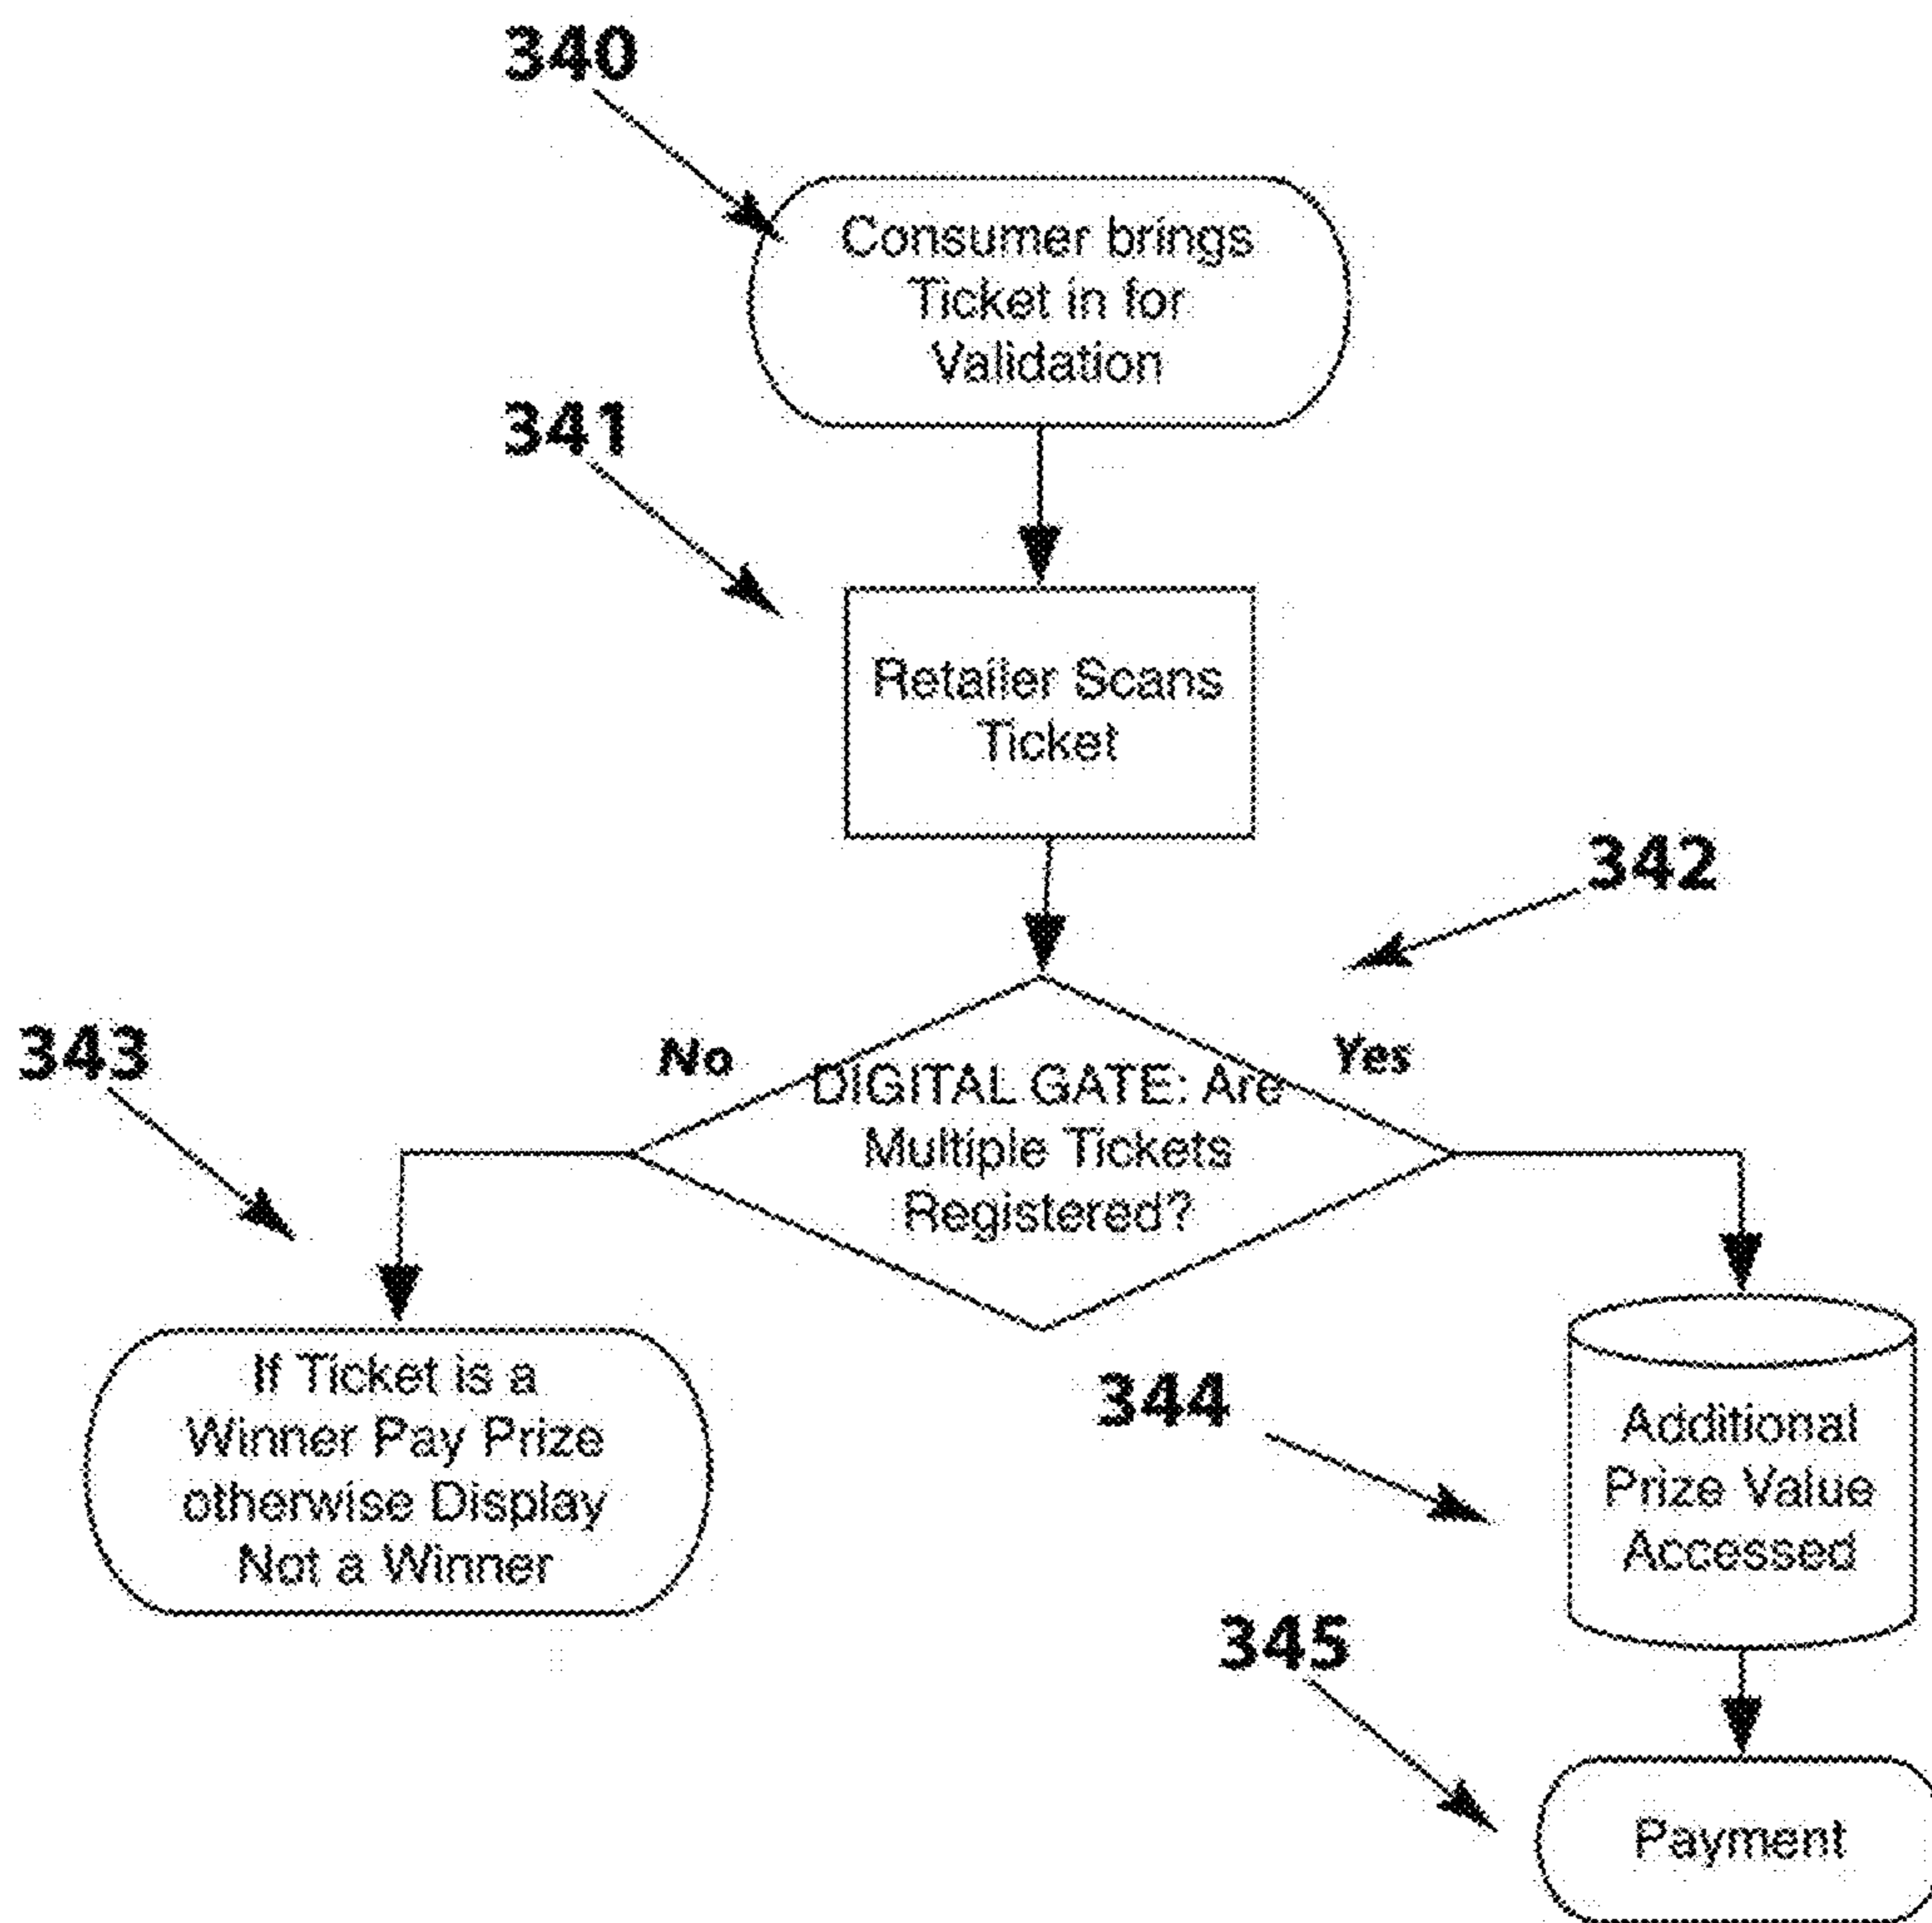 340
Consumer brings
Ticket in for
Validation
341
Retailer Scans
Ticket
342
343
No
Yes
DIGITAL GATE: Are
Multiple Tickets
Registered?
If Ticket is a
Winner Pay Prize
otherwise Display
Not a Winner
344
Additional
Prize Value
Accessed
345
Payment